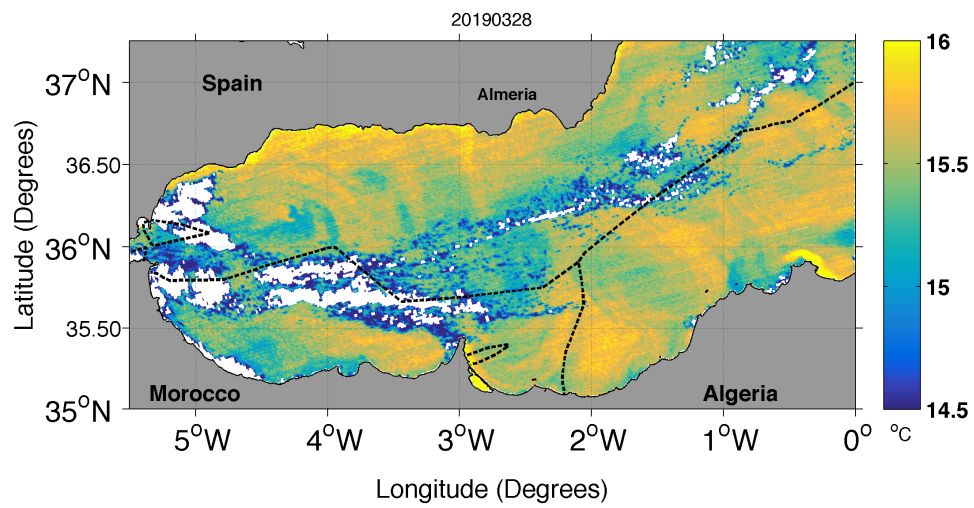 20190328
37°N
36.50
36°N
35.50
35°N
Latitude (Degrees)
Spain
Almeria
Morocco
Algeria
5°W
4°W
3°W
2°W
1°W
0°
Longitude (Degrees)
16
15.5
15
14.5
°C